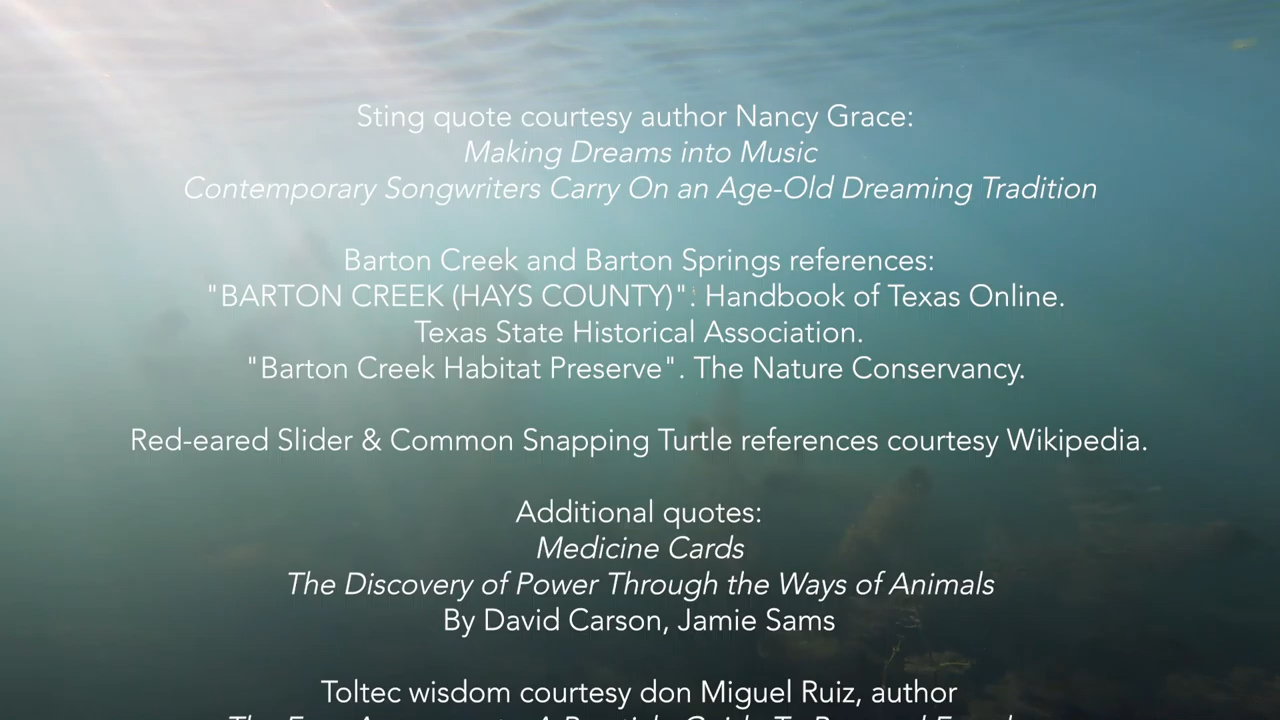 Sting quote courtesy author Nancy Grace:
Making Dreams into Music
Contemporary Songwriters Carry On an Age-Old Dreaming Tradition
Barton Creek and Barton Springs references:
"BARTON CREEK (HAYS COUNTY)". Handbook of Texas Online.
Texas State Historical Association.
"Barton Creek Habitat Preserve". The Nature Conservancy.
Red-eared Slider & Common Snapping Turtle references courtesy Wikipedia.
Additional quotes:
Medicine Cards
The Discovery of Power Through the Ways of Animals
By David Carson, Jamie Sams
Toltec wisdom courtesy don Miguel Ruiz, author